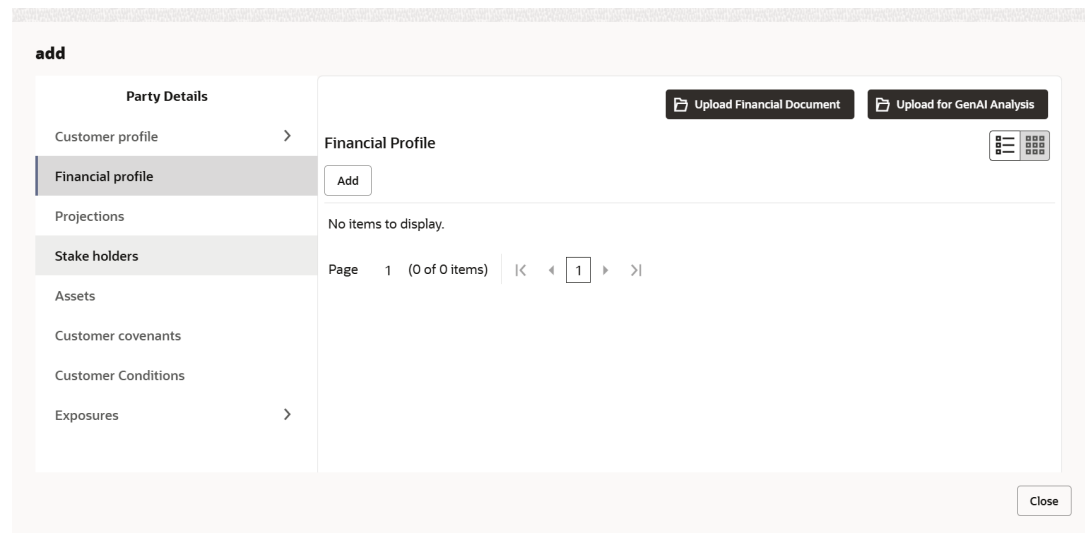 add
Party Details
Customer profile
Financial profile
Projections
Stake holders
Assets
Customer covenants
Customer Conditions
Exposures
Upload Financial Document
Upload for GenAI Analysis
Financial Profile
Add
No items to display.
Page 1 (0 of 0 items) 1
Close